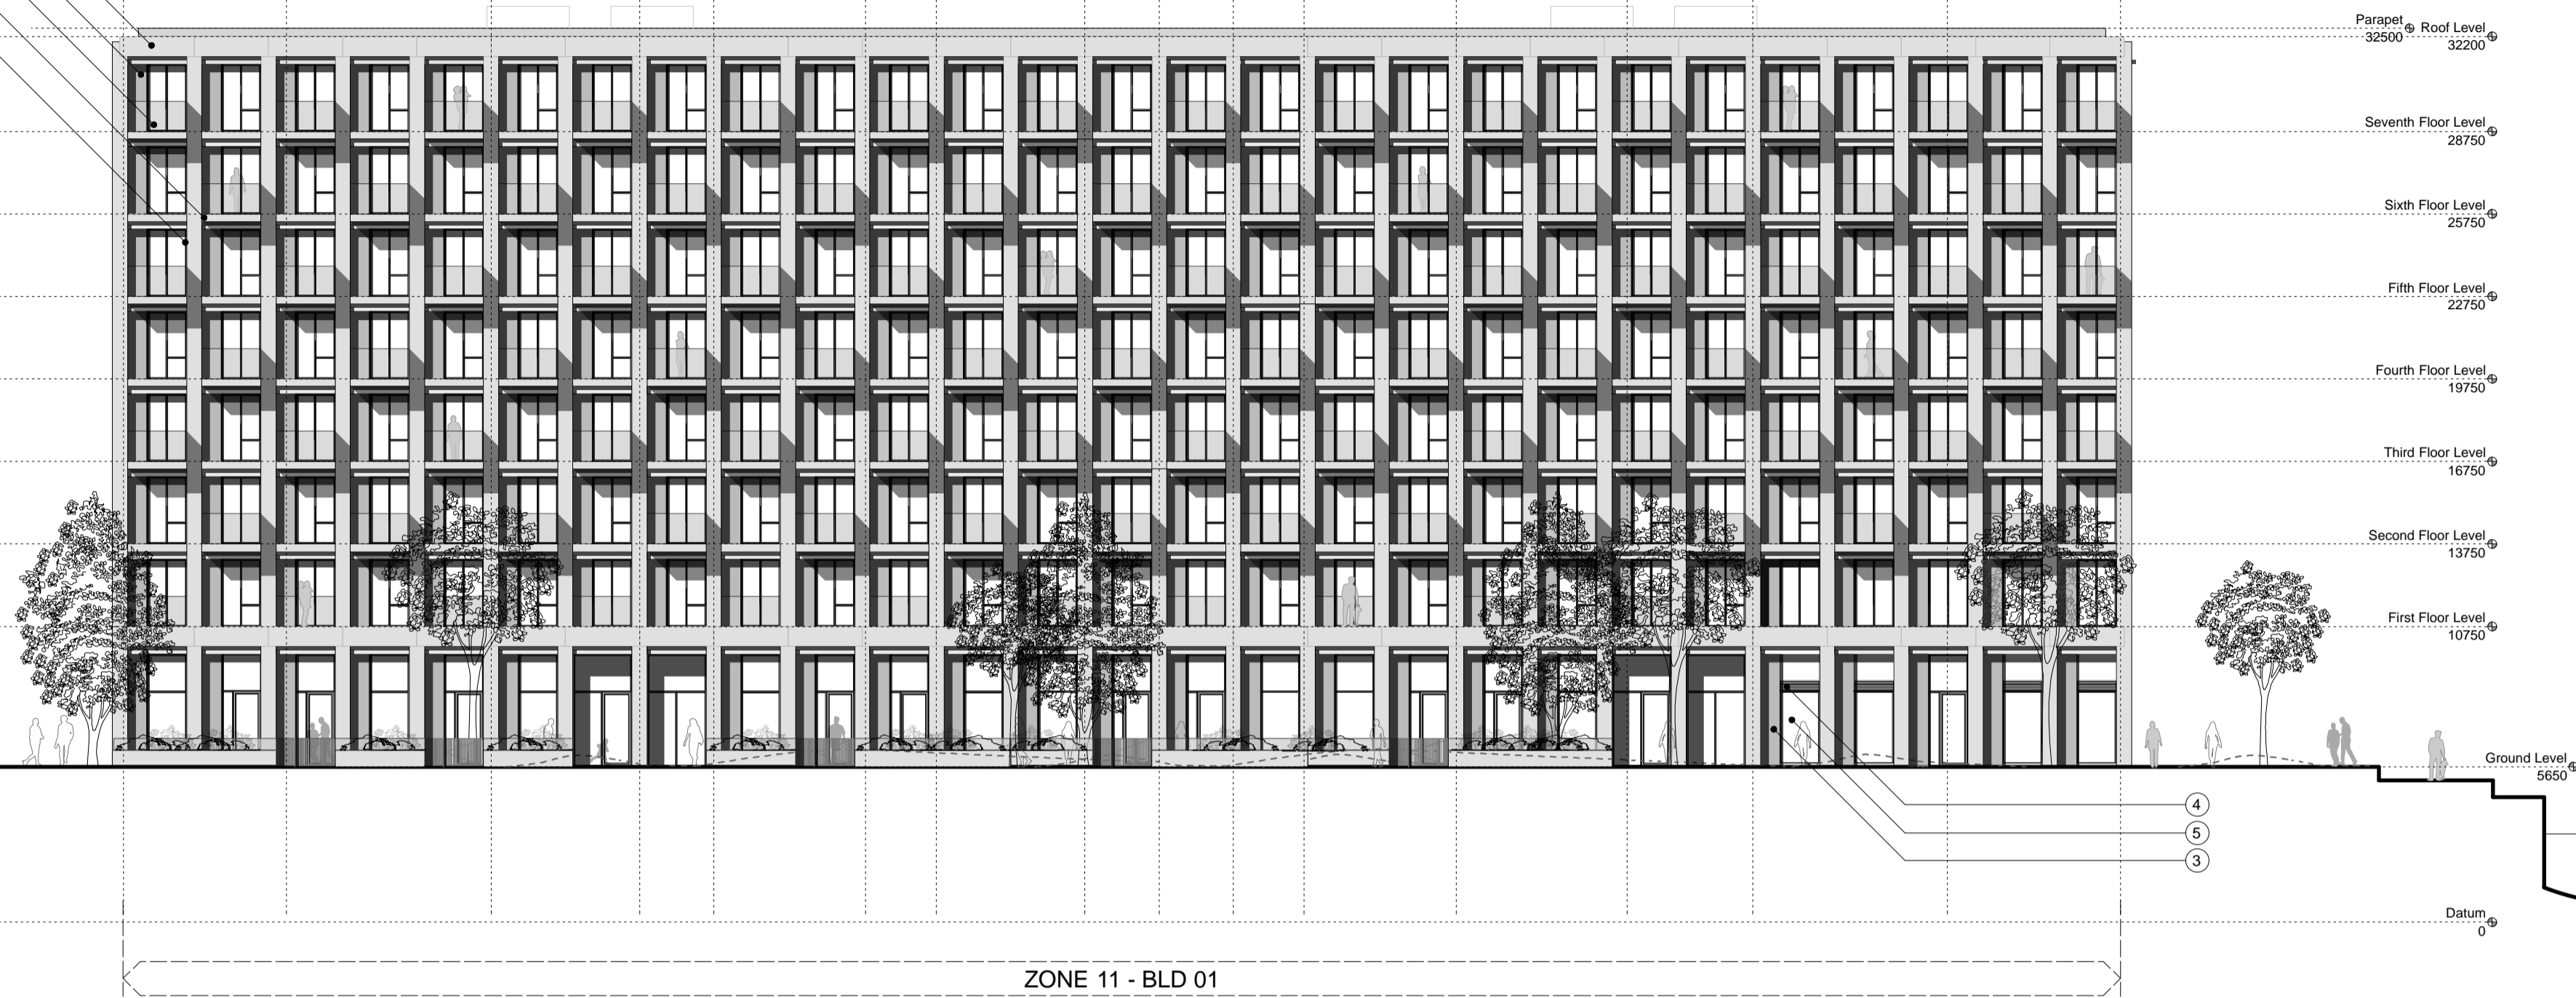 Parapet
32500
Roof Level
32200
Seventh Floor Level
28750
Sixth Floor Level
25750
Fifth Floor Level
22750
Fourth Floor Level
19750
Third Floor Level
16750
Second Floor Level
13750
First Floor Level
10750
Ground Level
5650
4
5
3
Datum
0
ZONE 11 - BLD 01